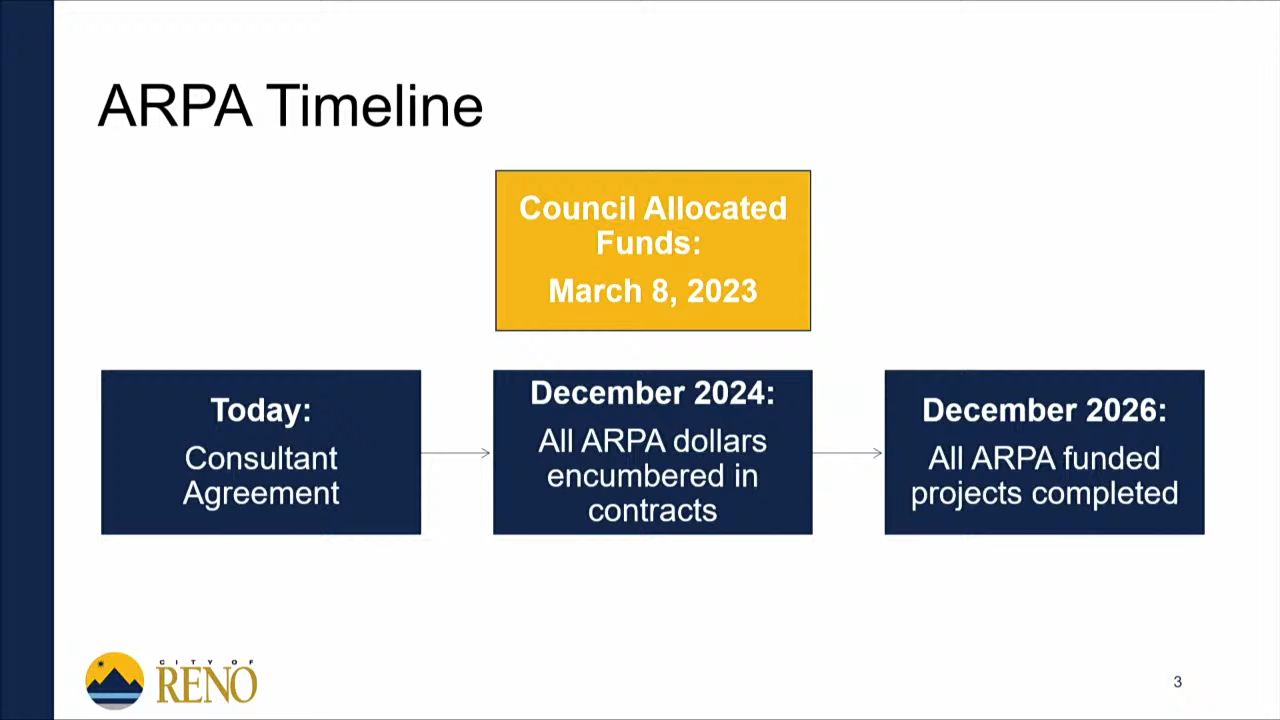 ARPA Timeline
Council Allocated
Funds:
March 8, 2023
Today:
Consultant
Agreement
December 2024:
All ARPA dollars
encumbered in
contracts
December 2026:
All ARPA funded
projects completed
CITY OF
RENO
3